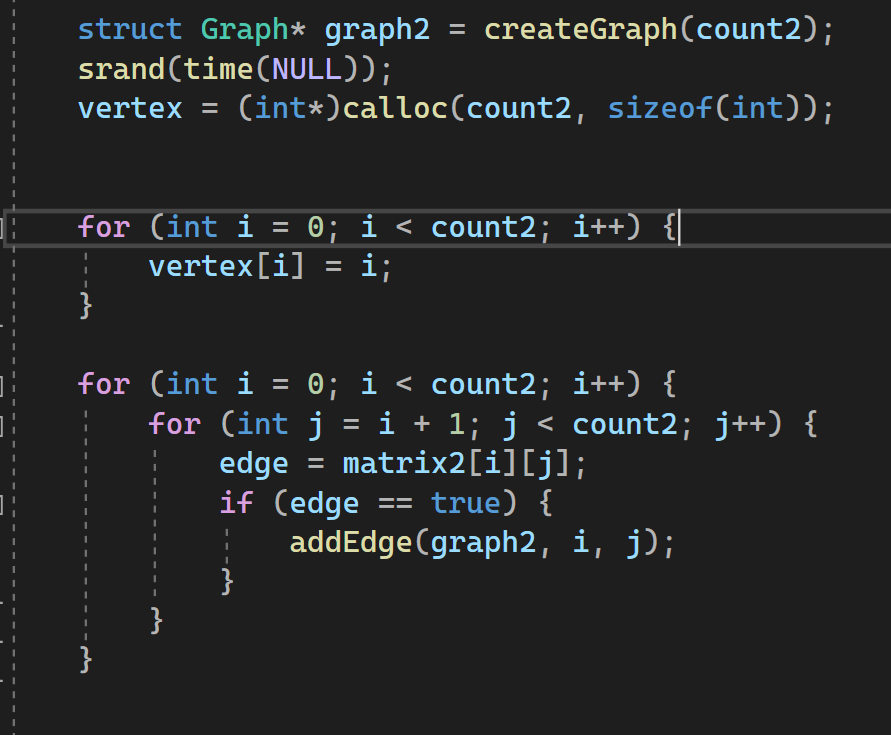 struct Graph* graph2 = createGraph(count2);
srand(time(NULL));
vertex = (int*)calloc(count2, sizeof(int));
for (int i = 0; i < count2; i++) {
vertex[i] = i;
}
for (int i = 0; i < count2; i++) {
for (int j = i + 1; j < count2; j++) {
edge = matrix2[i][j];
if (edge == true) {
addEdge(graph2, i, j);
}
}
}